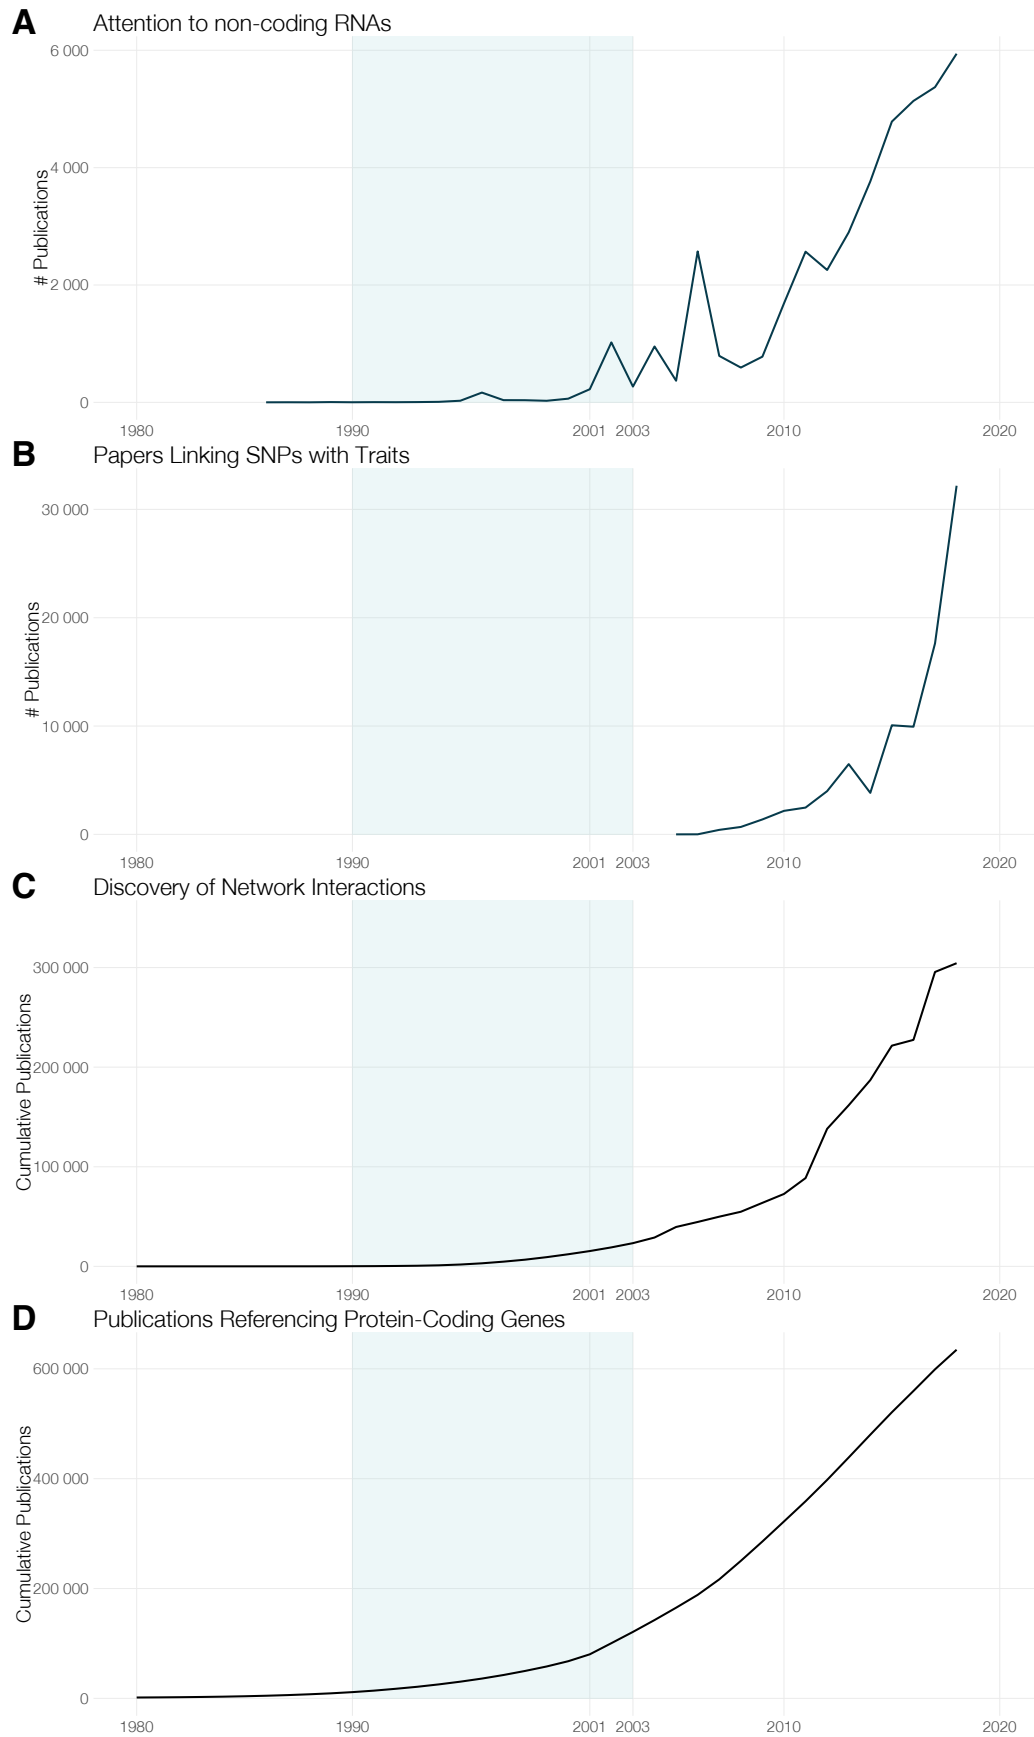 A
Attention to non-coding RNAs
# Publications
6 000
4 000
2 000
0
1980 1990 2001 2003 2010 2020
B
Papers Linking SNPs with Traits
# Publications
30 000
20 000
10 000
0
1980 1990 2001 2003 2010 2020
C
Discovery of Network Interactions
Cumulative Publications
300 000
200 000
100 000
0
1980 1990 2001 2003 2010 2020
D
Publications Referencing Protein-Coding Genes
Cumulative Publications
600 000
400 000
200 000
0
1980 1990 2001 2003 2010 2020